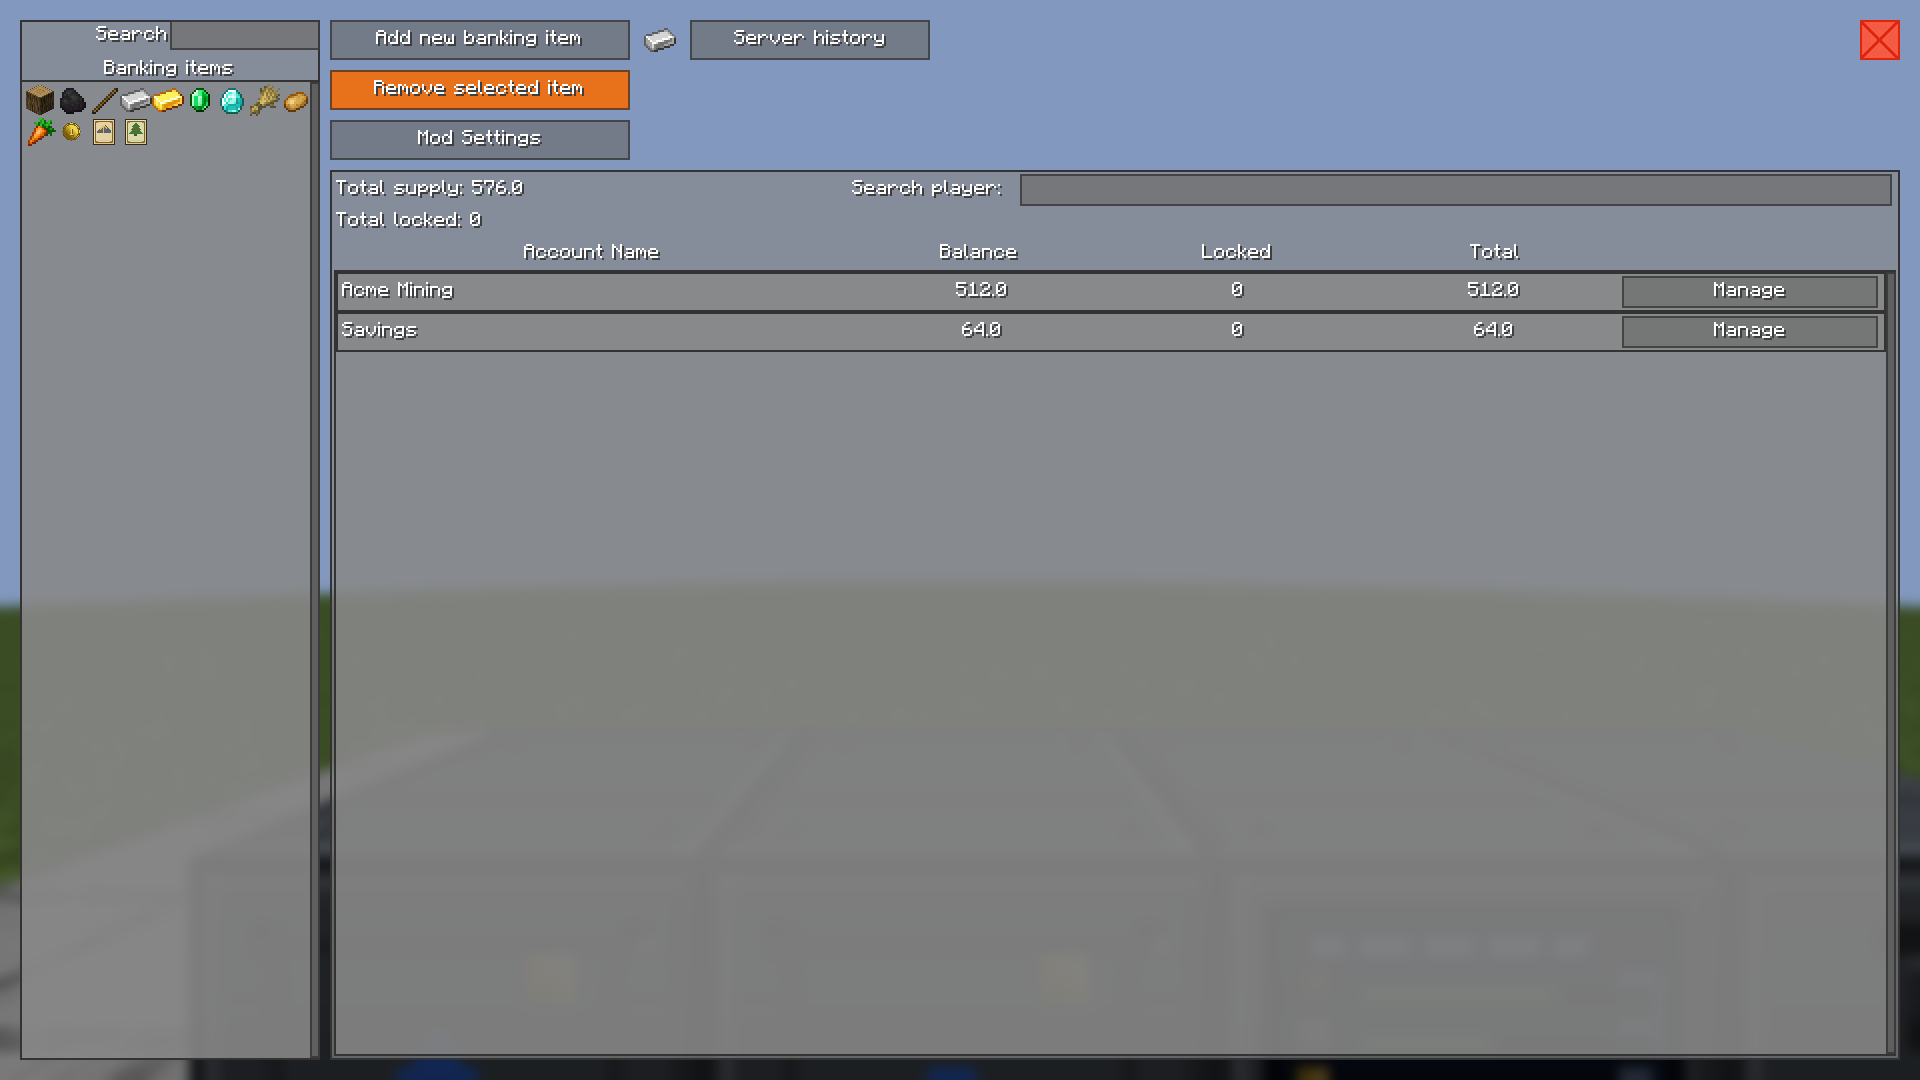 Search
Banking items
Add new banking item
Server history
Remove selected item
Mod Settings
Total supply: 576.0
Search player:
Total locked: 0
Account Name Balance Locked Total
Acme Mining 512.0 0 512.0 Manage
Savings 64.0 0 64.0 Manage